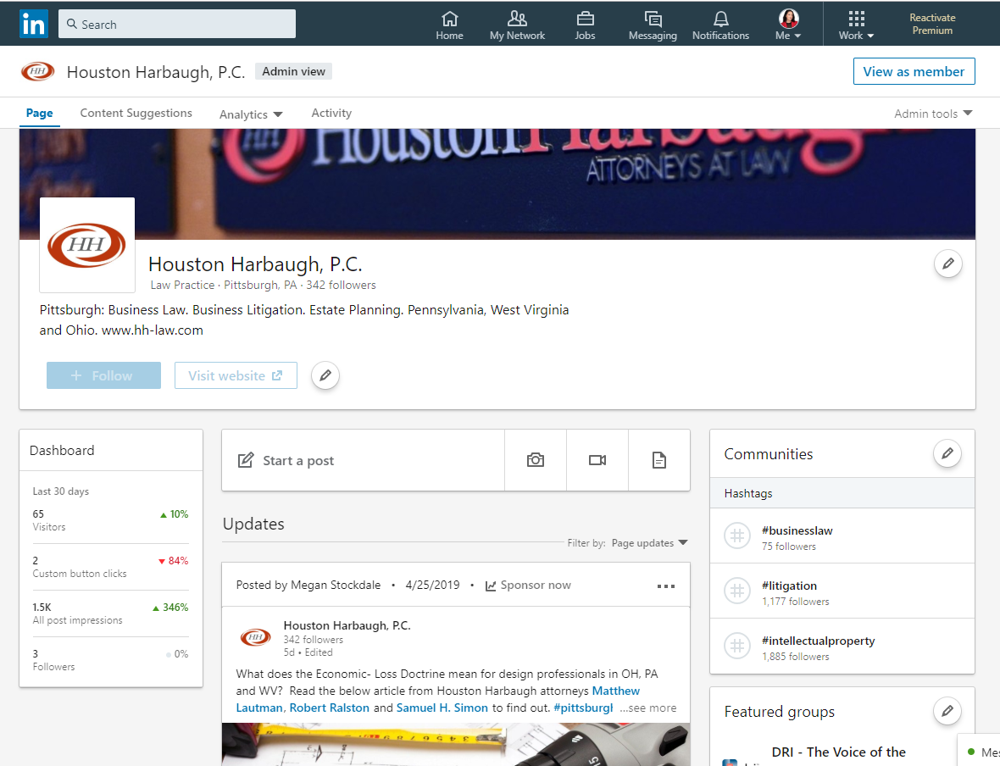 in
Search
Home
My Network
Jobs
Messaging
Notifications
Me
Work
Reactivate
Premium
HH
Houston Harbaugh, P.C.
Admin view
View as member
Page
Content Suggestions
Analytics
Activity
Admin tools
HH Houston Harbaugh
ATTORNEYS AT LAW
HH
Houston Harbaugh, P.C.
Law Practice · Pittsburgh, PA · 342 followers
Pittsburgh: Business Law. Business Litigation. Estate Planning. Pennsylvania, West Virginia
and Ohio. www.hh-law.com
+ Follow
Visit website
Dashboard
Last 30 days
65
10%
Visitors
2
84%
Custom button clicks
1.5K
346%
All post impressions
3
0%
Followers
Start a post
Updates
Filter by: Page updates
Posted by Megan Stockdale • 4/25/2019 • Sponsor now
HH
Houston Harbaugh, P.C.
342 followers
5d • Edited
What does the Economic- Loss Doctrine mean for design professionals in OH, PA
and WV? Read the below article from Houston Harbaugh attorneys Matthew
Lautman, Robert Ralston and Samuel H. Simon to find out. #pittsburgl ...see more
Communities
Hashtags
#businesslaw
75 followers
#litigation
1,177 followers
#intellectualproperty
1,885 followers
Featured groups
DRI - The Voice of the
Mes